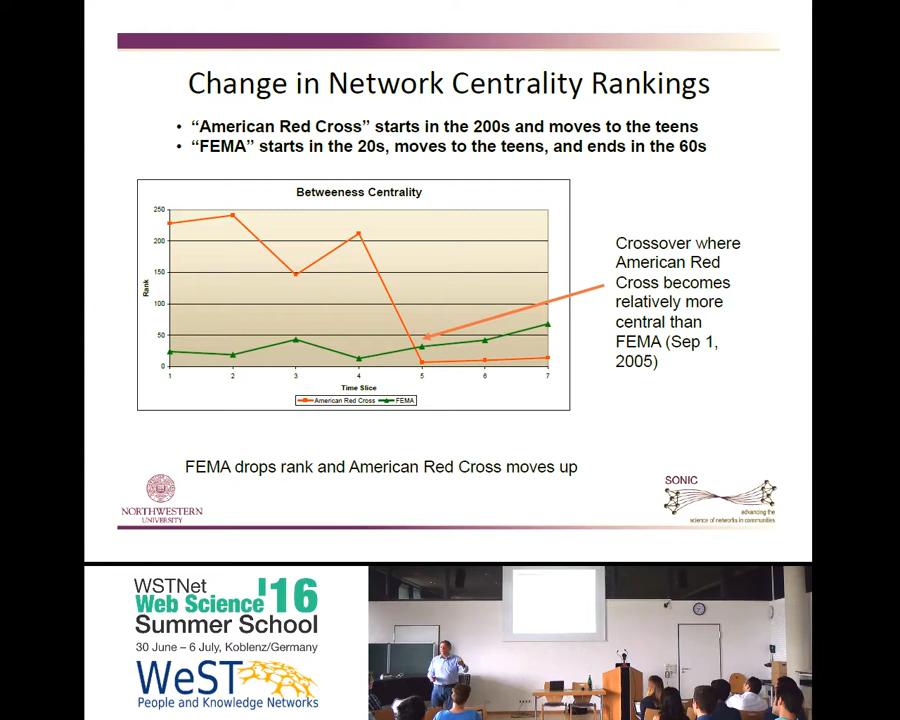 Change in Network Centrality Rankings
• “American Red Cross” starts in the 200s and moves to the teens
• “FEMA” starts in the 20s, moves to the teens, and ends in the 60s
Betweeness Centrality
250
200
150
100
50
0
Rank
1 2 3 4 5 6 7
Time Slice
American Red Cross FEMA
Crossover where
American Red
Cross becomes
relatively more
central than
FEMA (Sep 1,
2005)
FEMA drops rank and American Red Cross moves up
NORTHWESTERN
UNIVERSITY
SONIC
advancing the
science of networks in communities
WSTNet
Web Science '16
Summer School
30 June – 6 July, Koblenz/Germany
WeST
People and Knowledge Networks